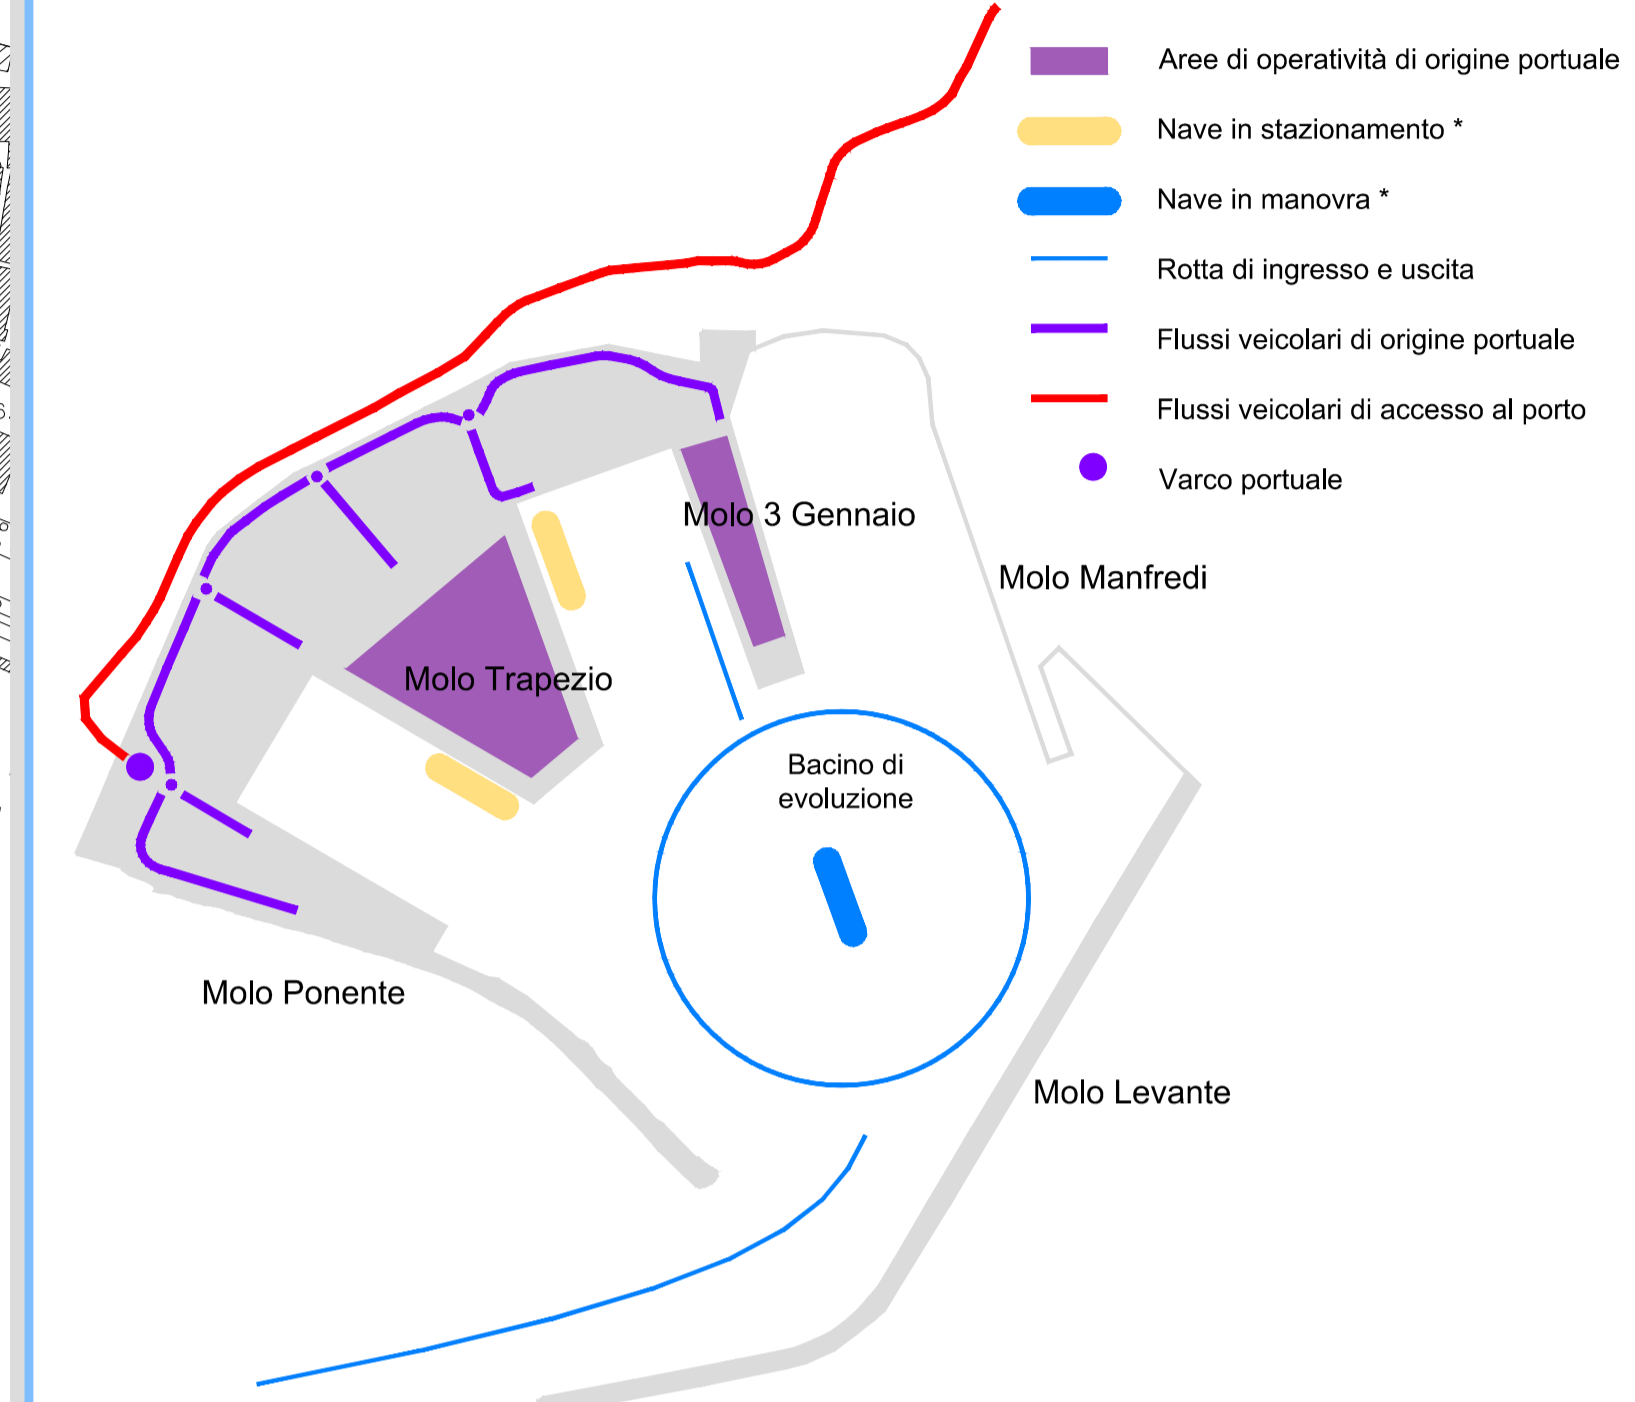 Aree di operatività di origine portuale
Nave in stazionamento *
Nave in manovra *
Rotta di ingresso e uscita
Flussi veicolari di origine portuale
Flussi veicolari di accesso al porto
Varco portuale
Molo 3 Gennaio
Molo Manfredi
Molo Trapezio
Bacino di
evoluzione
Molo Ponente
Molo Levante